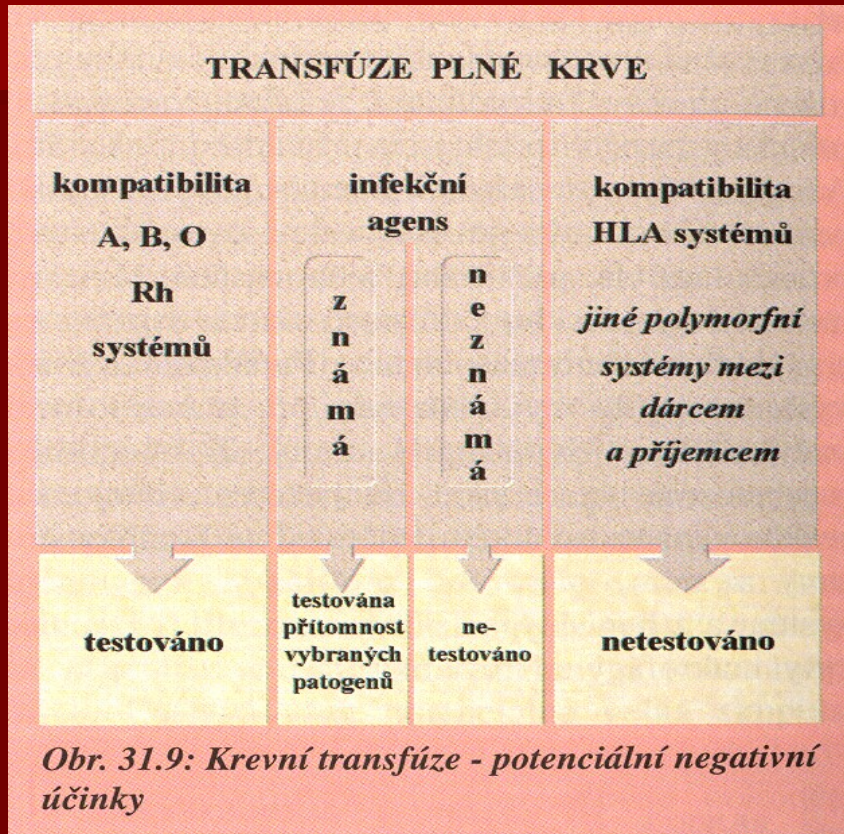 TRANSFÚZE PLNÉ KRVE
kompatibilita
A, B, O
Rh
systémů
infekční
agens
z
n
á
m
á
n
e
z
n
á
m
á
kompatibilita
HLA systémů
jiné polymorfní
systémy mezi
dárcem
a příjemcem
testováno
testována
přítomnost
vybraných
patogenů
ne-
testováno
netestováno
Obr. 31.9: Krevní transfúze - potenciální negativní
účinky